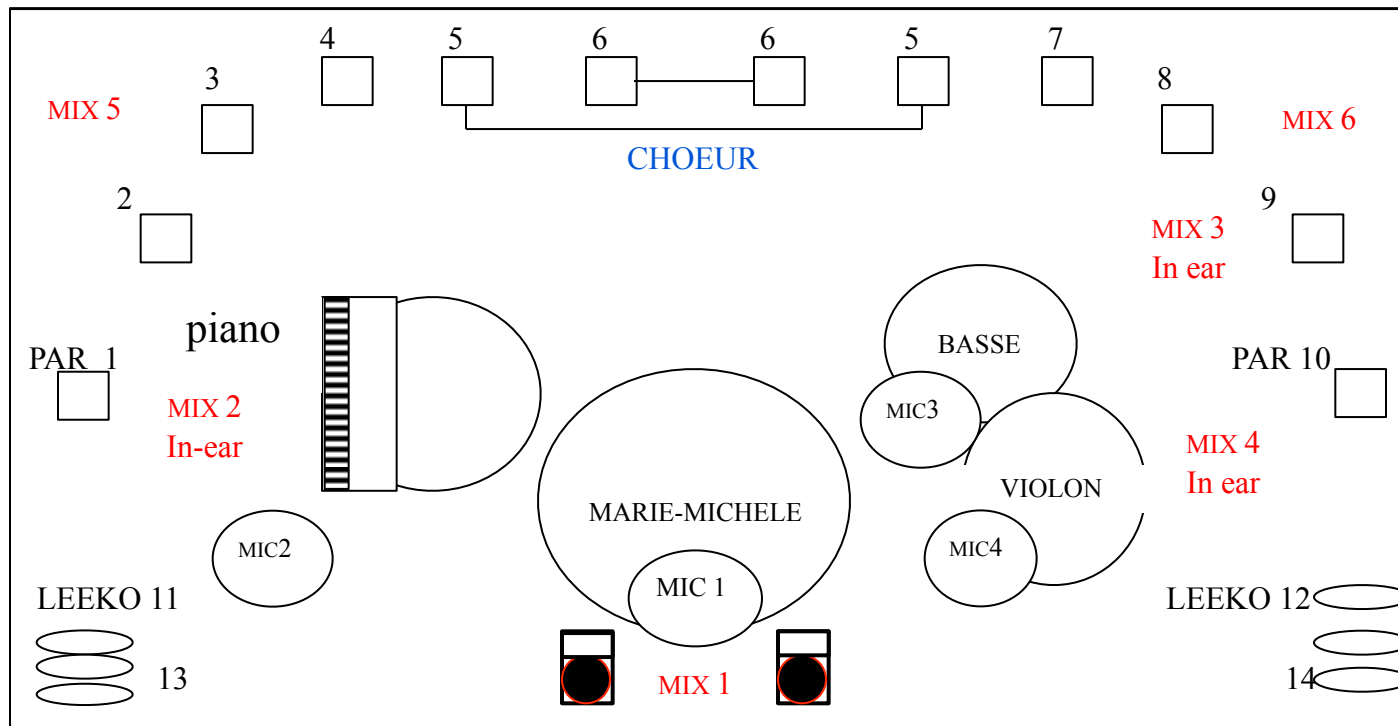 4
5
6
6
5
7
3
8
MIX 5
MIX 6
CHOEUR
2
9
MIX 3
In ear
piano
BASSE
PAR 1
PAR 10
MIX 2
In-ear
MIC3
MIX 4
In ear
VIOLON
MARIE-MICHELE
MIC2
MIC4
MIC 1
LEEKO 11
LEEKO 12
13
MIX 1
14